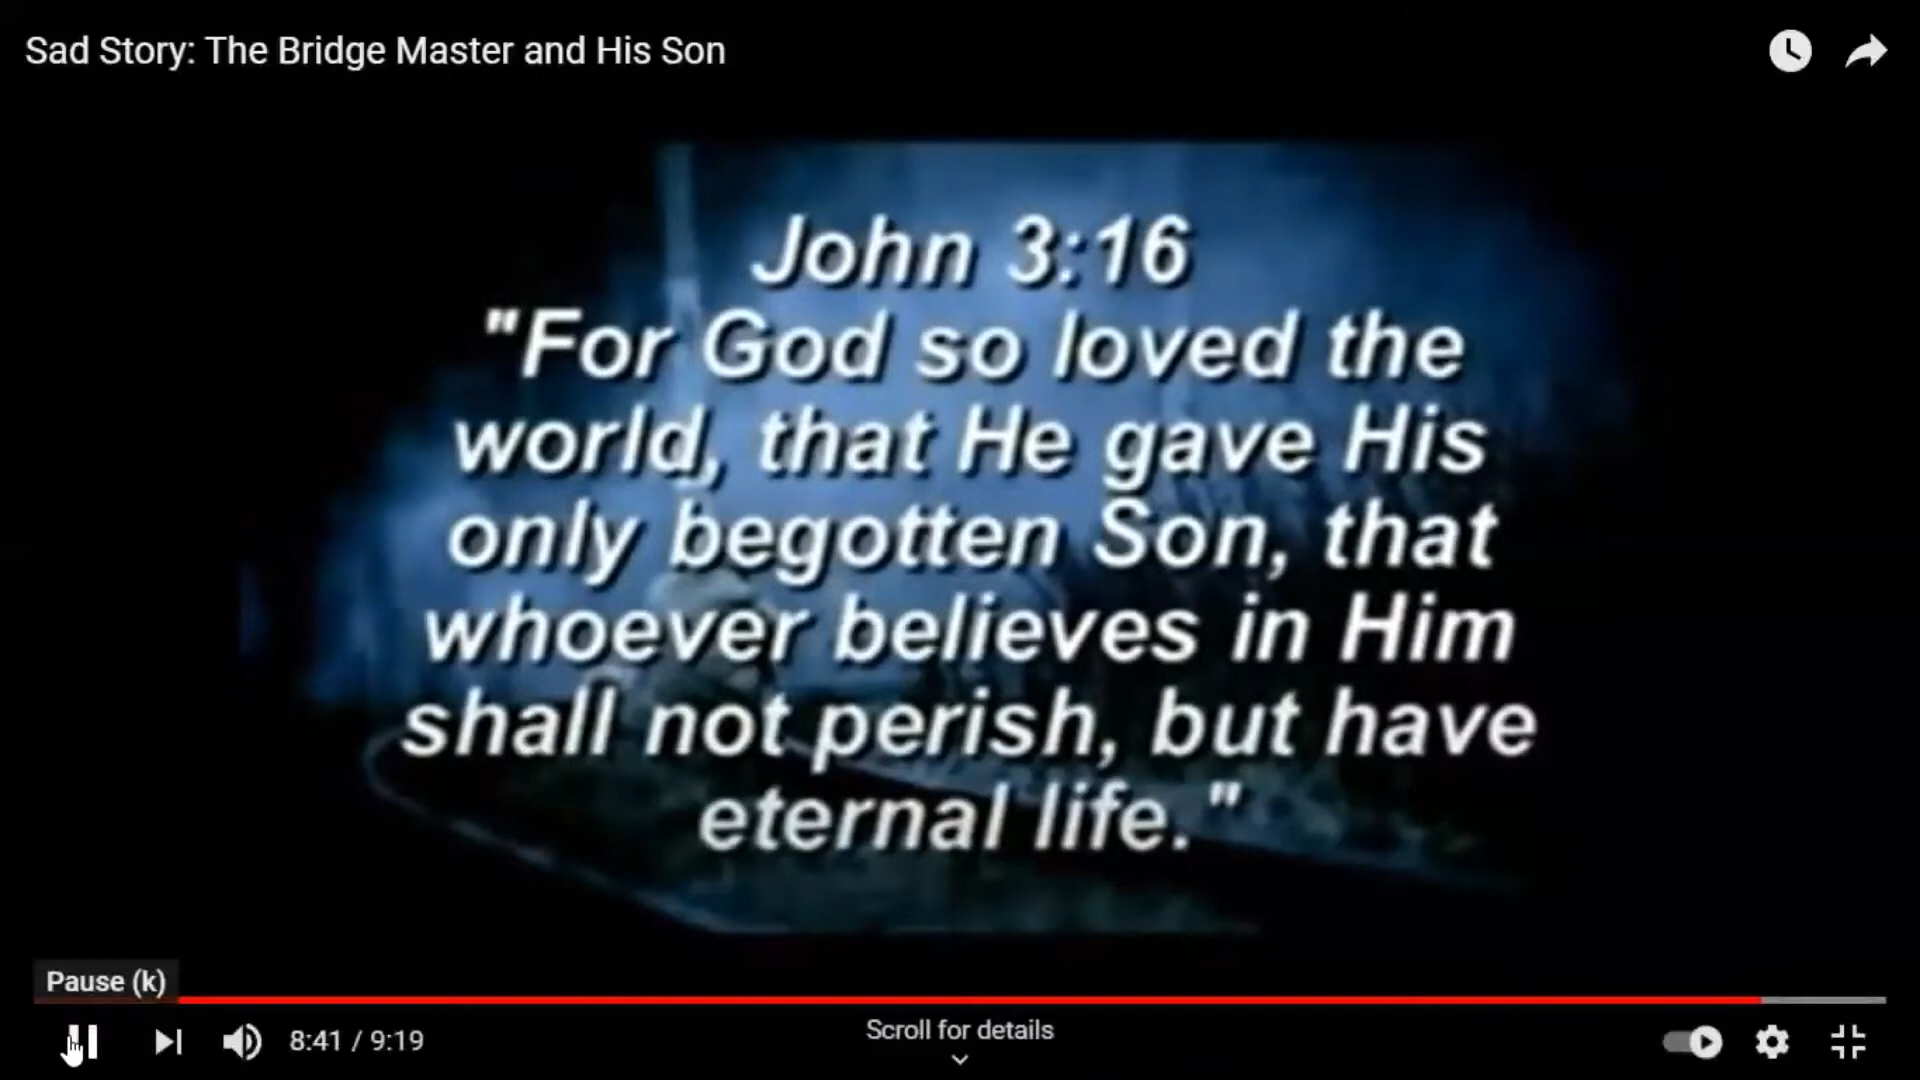 Sad Story: The Bridge Master and His Son
John 3:16
"For God so loved the
world, that He gave His
only begotten Son, that
whoever believes in Him
shall not perish, but have
eternal life."
Pause (k)
8:41 / 9:19
Scroll for details